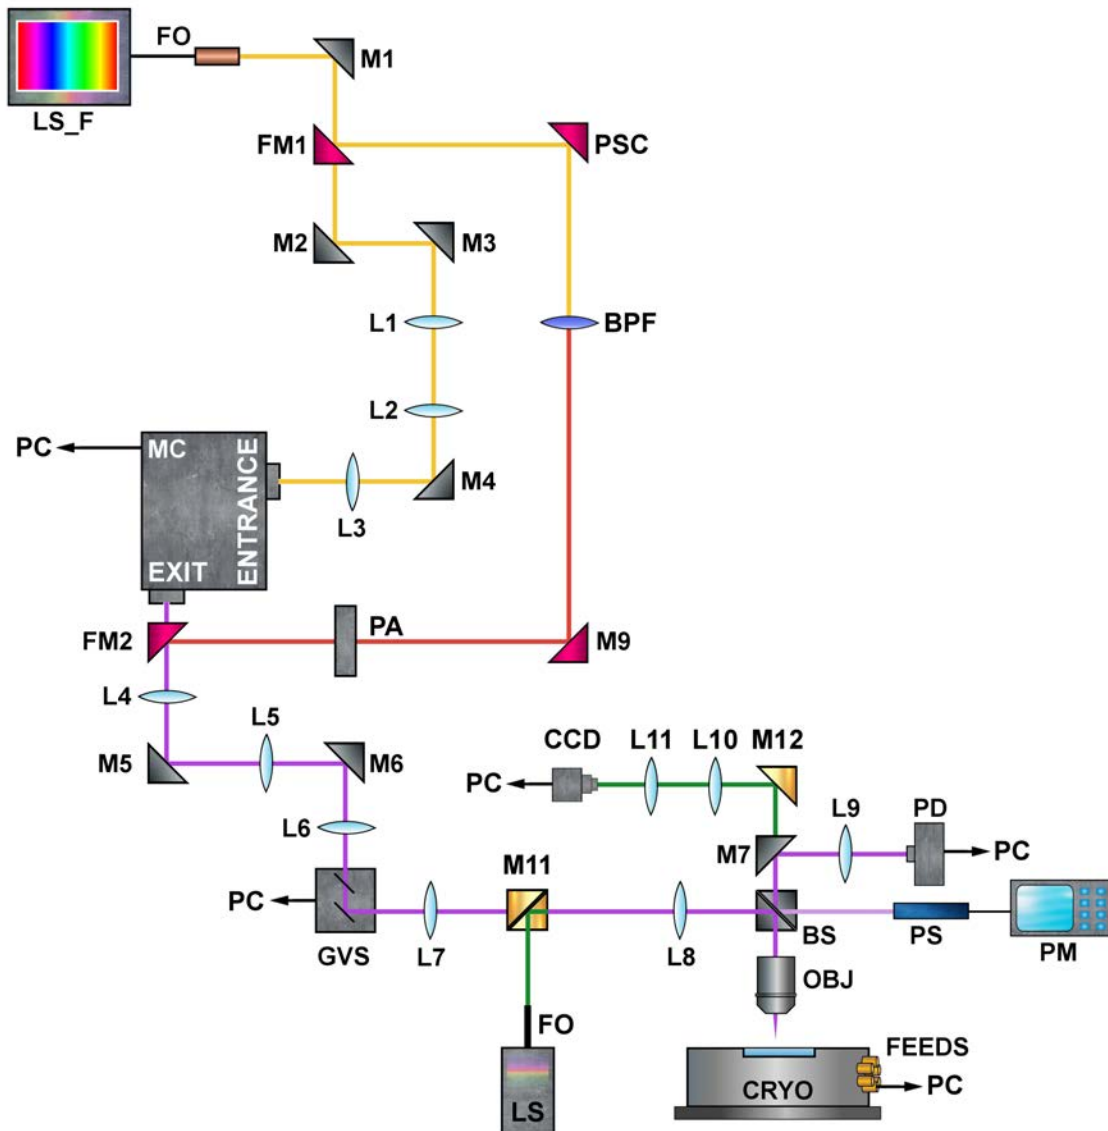 FO
M1
LS_F
FM1
PSC
M2
M3
L1
BPF
L2
PC
MC
ENTRANCE
M4
L3
EXIT
FM2
PA
M9
L4
L5
M5
M6
CCD
L11
L10
M12
PC
L9
PD
L6
M7
PC
M11
PC
GVS
L7
L8
BS
PS
PM
OBJ
FO
FEEDS
LS
CRYO
PC